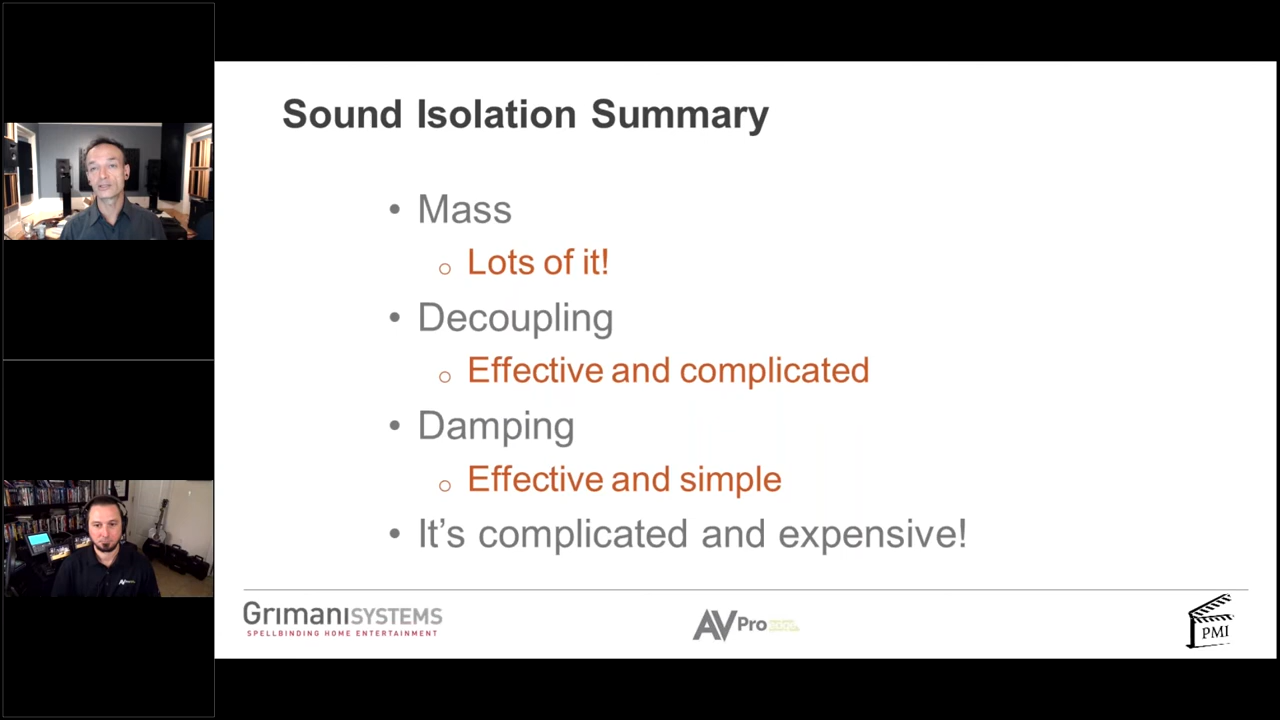 Sound Isolation Summary
• Mass
o Lots of it!
• Decoupling
o Effective and complicated
• Damping
o Effective and simple
• It's complicated and expensive!
GrimaniSYSTEMS
SPELLBINDING HOME ENTERTAINMENT
AVPro edge
PMI